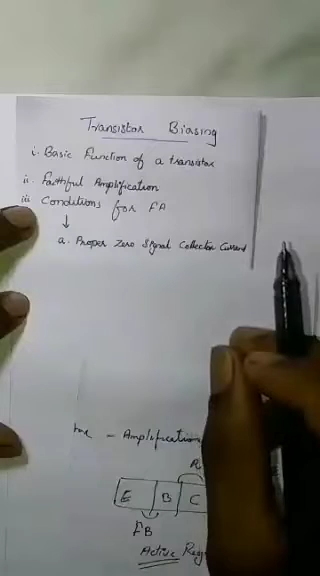 Transistor Biasing
i. Basic Function of a transistor
ii. Faithful Amplification
iii Conditions for FA
a. Proper Zero Signal Collector Current
- Amplification
E B C
FB
Active